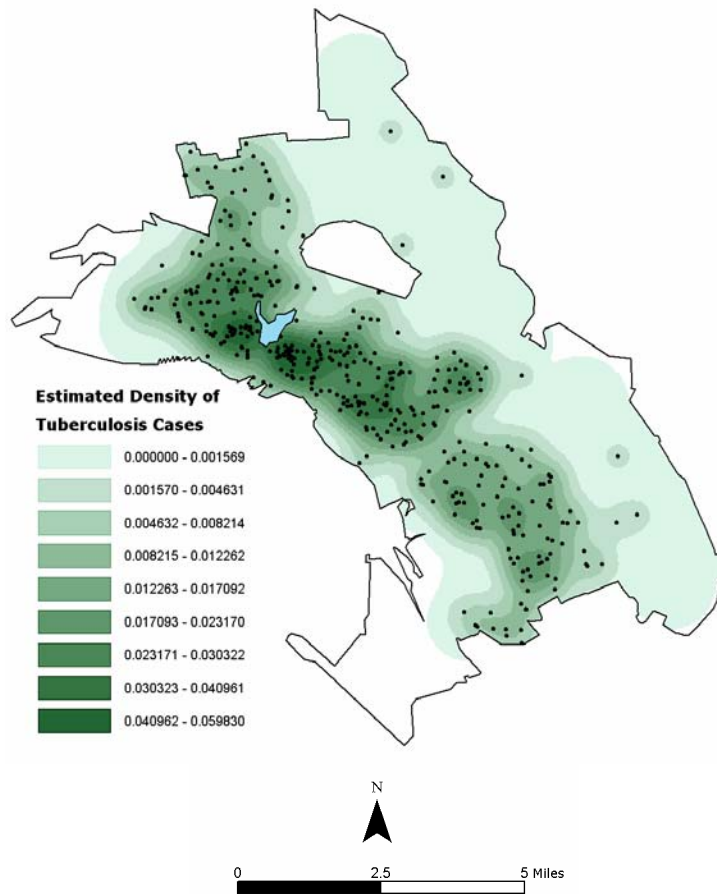 Estimated Density of
Tuberculosis Cases
0.000000 - 0.001569
0.001570 - 0.004631
0.004632 - 0.008214
0.008215 - 0.012262
0.012263 - 0.017092
0.017093 - 0.023170
0.023171 - 0.030322
0.030323 - 0.040961
0.040962 - 0.059830
N
0 2.5 5 Miles